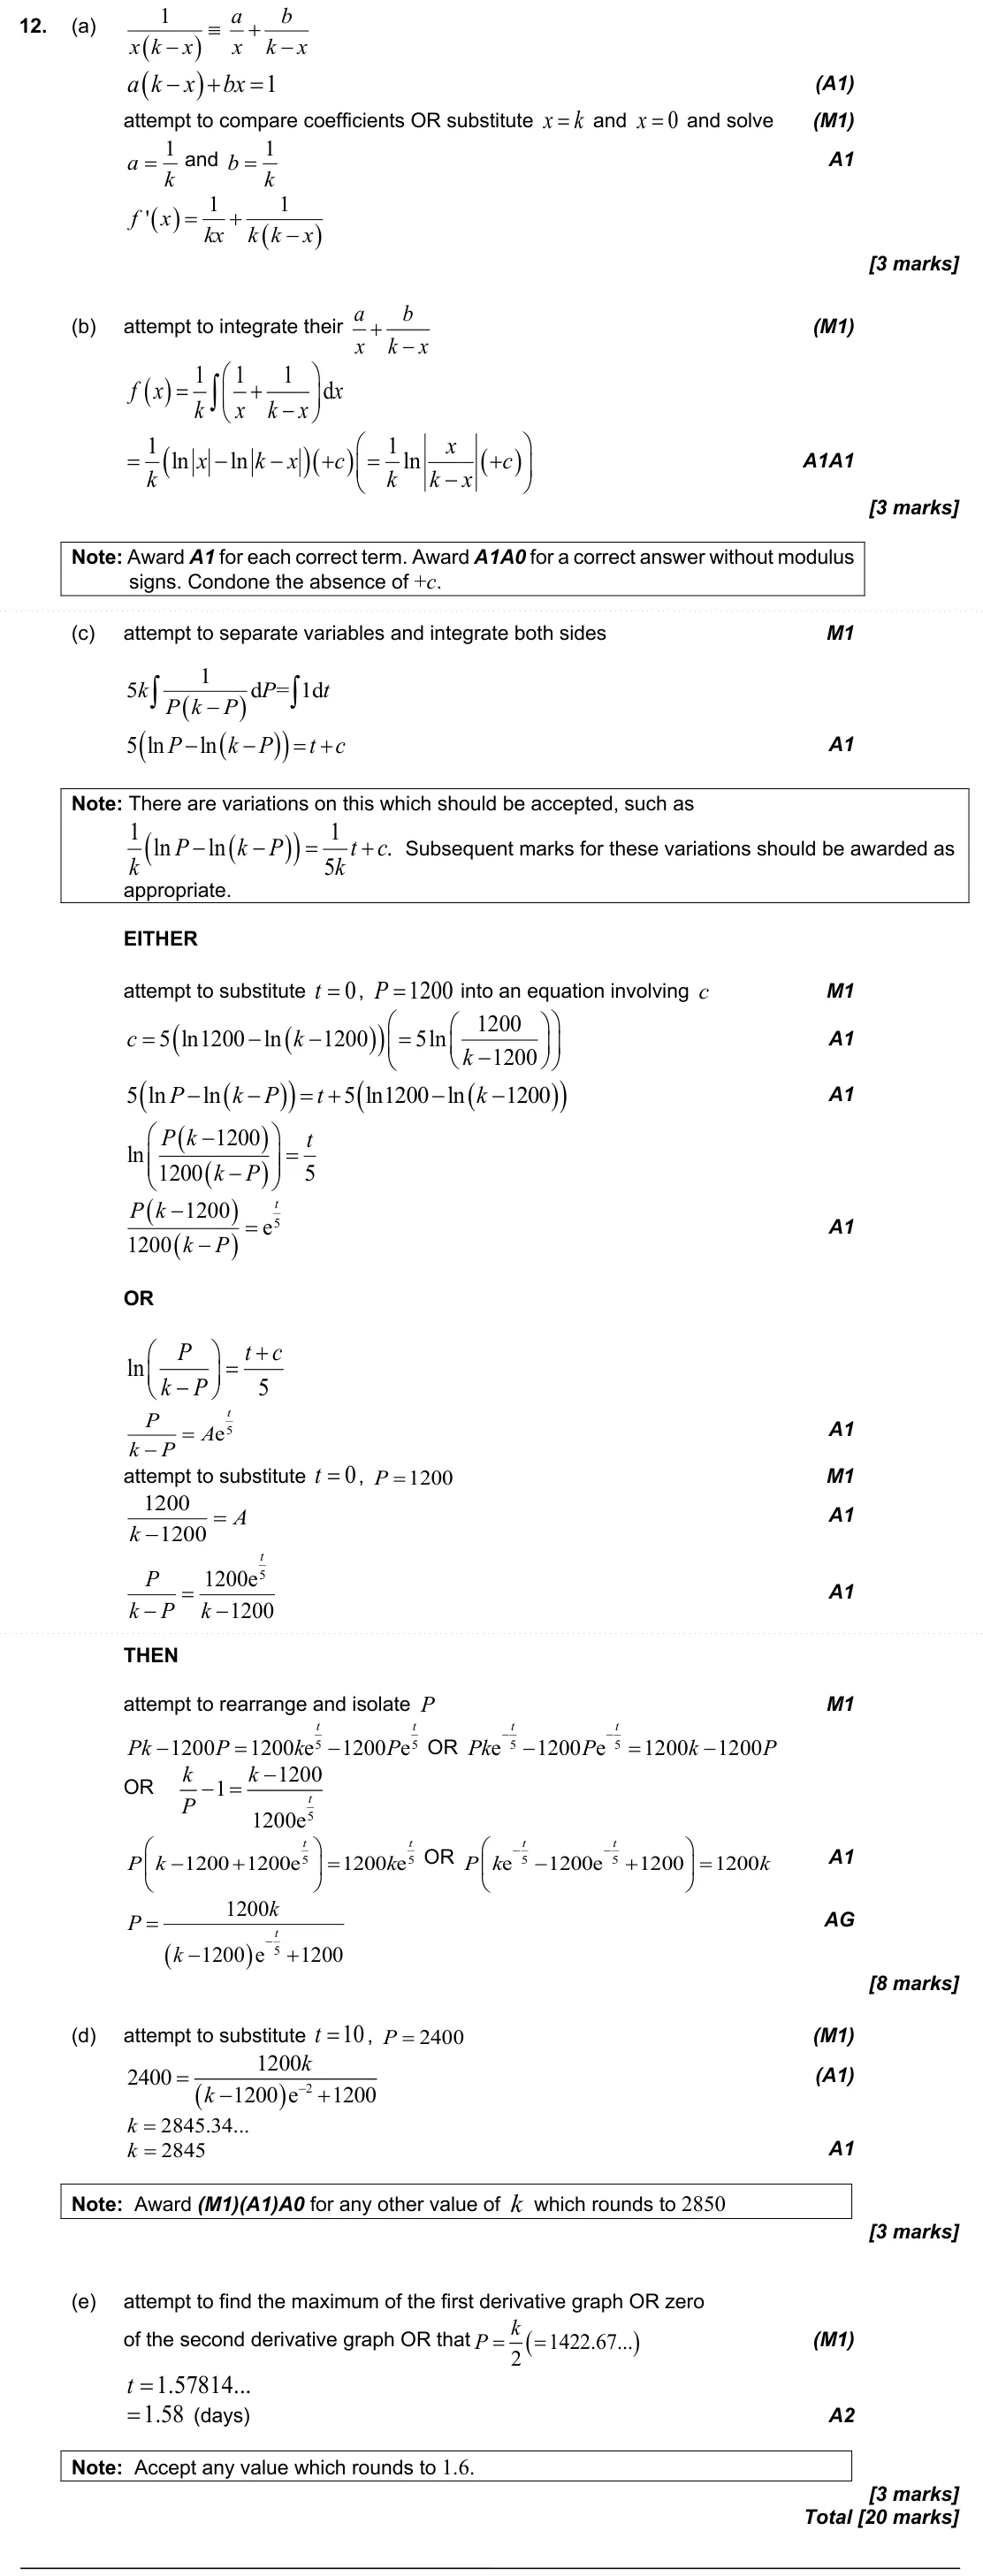 12. (a) 1/(x(k−x)) ≡ a/x + b/(k−x)
a(k−x)+bx=1 (A1)
attempt to compare coefficients OR substitute x=k and x=0 and solve (M1)
a = 1/k and b = 1/k A1
f'(x) = 1/(kx) + 1/(k(k−x))
[3 marks]
(b) attempt to integrate their a/x + b/(k−x) (M1)
f(x) = 1/k ∫(1/x + 1/(k−x))dx
= 1/k (ln|x|−ln|k−x|)(+c)(= 1/k ln|x/(k−x)|(+c)) A1A1
[3 marks]
Note: Award A1 for each correct term. Award A1A0 for a correct answer without modulus
signs. Condone the absence of +c.
(c) attempt to separate variables and integrate both sides M1
5k∫ 1/(P(k−P)) dP=∫1dt
5(ln P−ln(k−P))=t+c A1
Note: There are variations on this which should be accepted, such as
1/k (ln P−ln(k−P)) = 1/(5k) t+c. Subsequent marks for these variations should be awarded as
appropriate.
EITHER
attempt to substitute t=0, P=1200 into an equation involving c M1
c=5(ln1200−ln(k−1200))(=5ln(1200/(k−1200))) A1
5(ln P−ln(k−P))=t+5(ln1200−ln(k−1200)) A1
ln(P(k−1200)/(1200(k−P))) = t/5
P(k−1200)/(1200(k−P)) = e^(t/5) A1
OR
ln(P/(k−P)) = (t+c)/5
P/(k−P) = Ae^(t/5) A1
attempt to substitute t=0, P=1200 M1
1200/(k−1200) = A A1
P/(k−P) = 1200e^(t/5)/(k−1200) A1
THEN
attempt to rearrange and isolate P M1
Pk−1200P=1200ke^(t/5)−1200Pe^(t/5) OR Pke^(−t/5)−1200Pe^(−t/5)=1200k−1200P
OR k/P −1 = (k−1200)/(1200e^(t/5))
P(k−1200+1200e^(t/5))=1200ke^(t/5) OR P(ke^(−t/5)−1200e^(−t/5)+1200)=1200k A1
P= 1200k/((k−1200)e^(−t/5)+1200) AG
[8 marks]
(d) attempt to substitute t=10, P=2400 (M1)
2400= 1200k/((k−1200)e^(−2)+1200) (A1)
k=2845.34...
k=2845 A1
Note: Award (M1)(A1)A0 for any other value of k which rounds to 2850
[3 marks]
(e) attempt to find the maximum of the first derivative graph OR zero
of the second derivative graph OR that P= k/2 (=1422.67...) (M1)
t=1.57814...
=1.58 (days) A2
Note: Accept any value which rounds to 1.6.
[3 marks]
Total [20 marks]